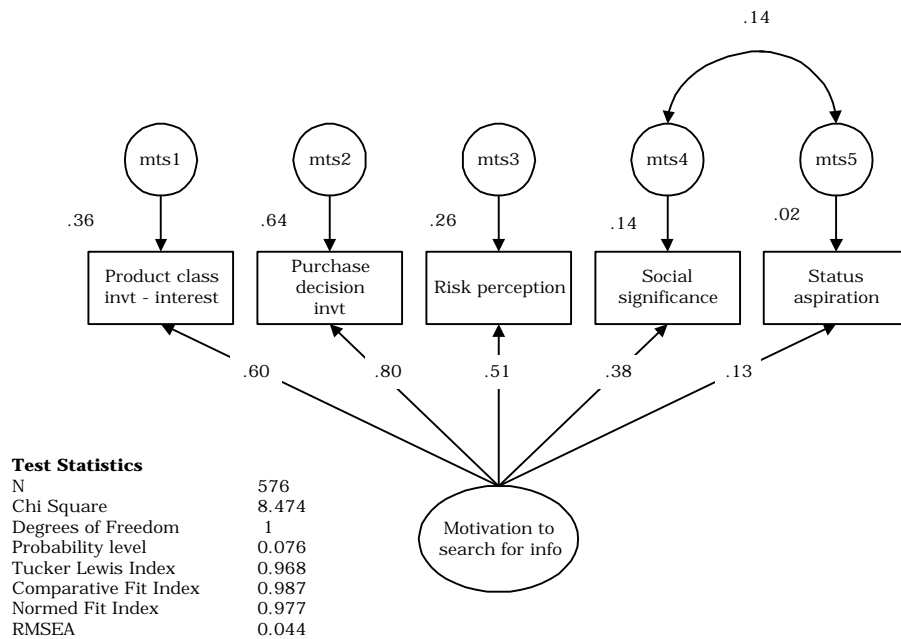 .14
mts1
mts2
mts3
mts4
mts5
.36
.64
.26
.14
.02
Product class
invt - interest
Purchase
decision
invt
Risk perception
Social
significance
Status
aspiration
.60
.80
.51
.38
.13
Motivation to
search for info
Test Statistics
N 576
Chi Square 8.474
Degrees of Freedom 1
Probability level 0.076
Tucker Lewis Index 0.968
Comparative Fit Index 0.987
Normed Fit Index 0.977
RMSEA 0.044